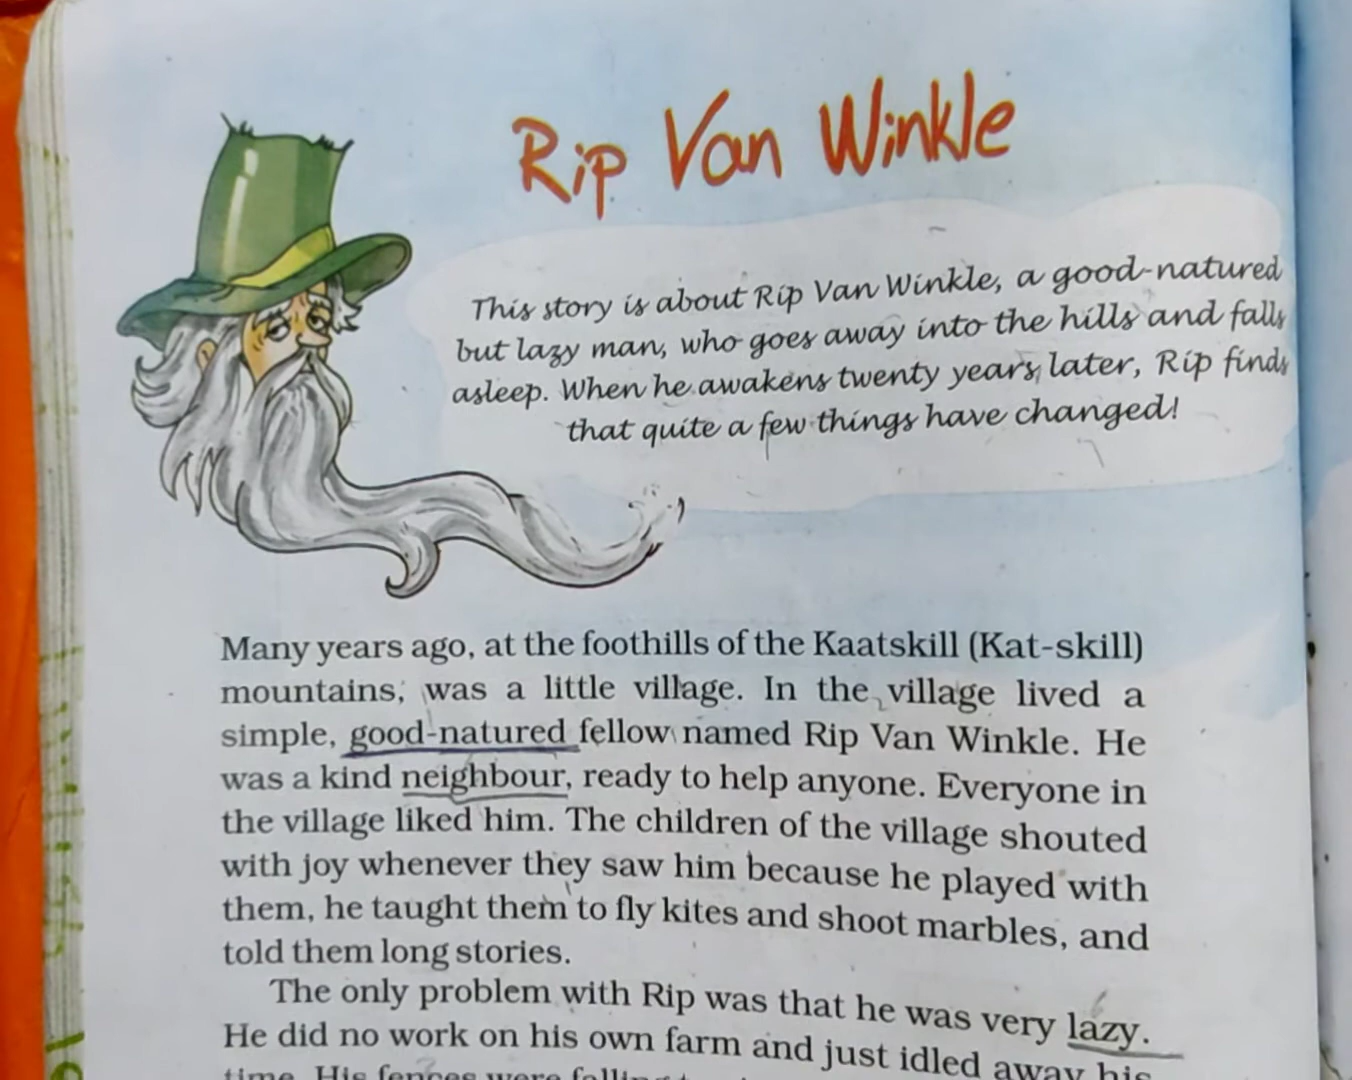 Rip Van Winkle
This story is about Rip Van Winkle, a good-natured
but lazy man, who goes away into the hills and falls
asleep. When he awakens twenty years later, Rip finds
that quite a few things have changed!
Many years ago, at the foothills of the Kaatskill (Kat-skill)
mountains, was a little village. In the village lived a
simple, good-natured fellow named Rip Van Winkle. He
was a kind neighbour, ready to help anyone. Everyone in
the village liked him. The children of the village shouted
with joy whenever they saw him because he played with
them, he taught them to fly kites and shoot marbles, and
told them long stories.
The only problem with Rip was that he was very lazy.
He did no work on his own farm and just idled away his
time. His fences were falling